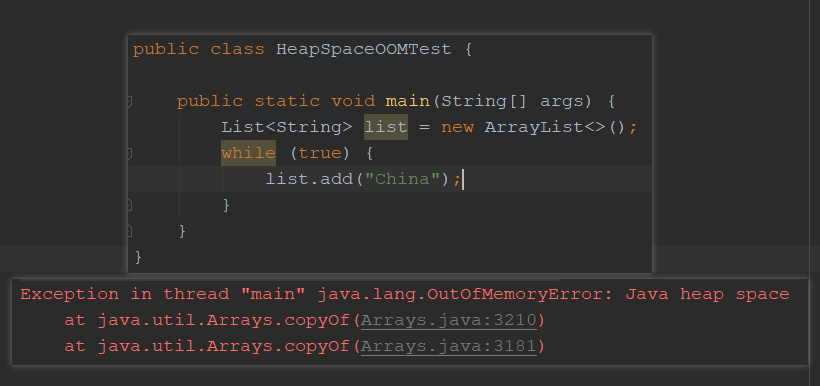 public class HeapSpaceOOMTest {
public static void main(String[] args) {
List<String> list = new ArrayList<>();
while (true) {
list.add("China");
}
}
}
Exception in thread "main" java.lang.OutOfMemoryError: Java heap space
at java.util.Arrays.copyOf(Arrays.java:3210)
at java.util.Arrays.copyOf(Arrays.java:3181)